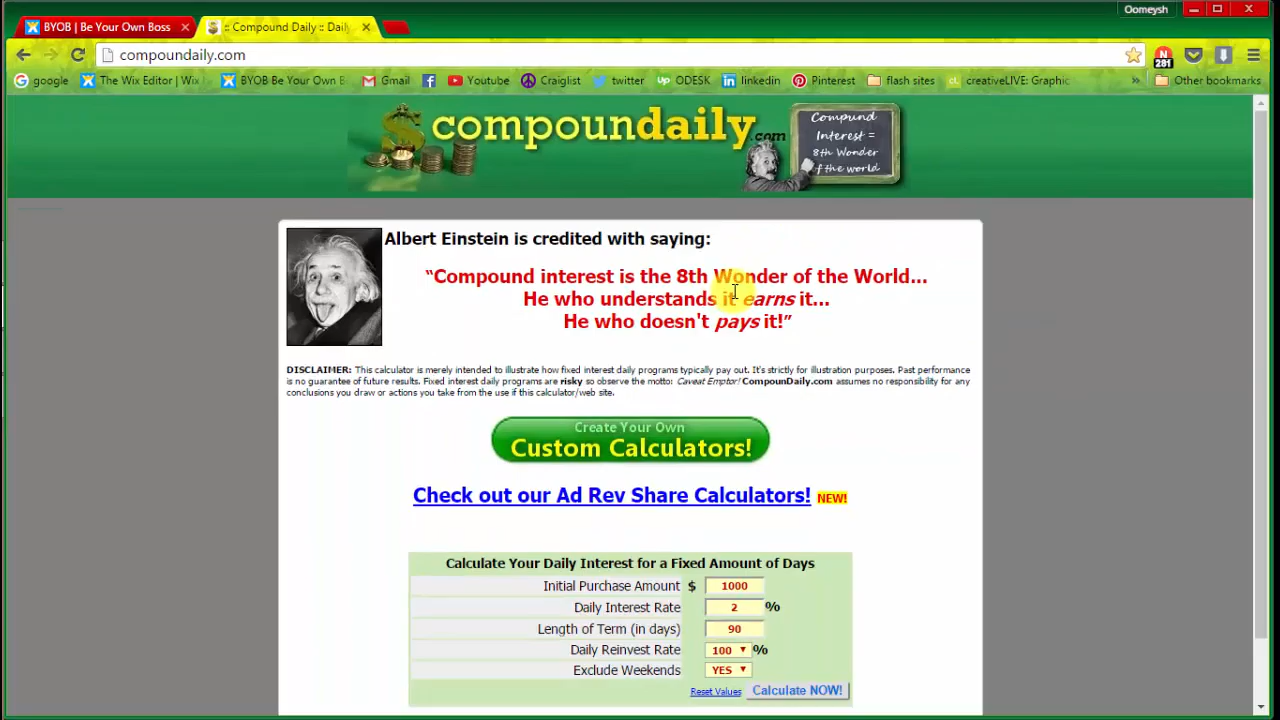 Oomeysh
BYOB | Be Your Own Boss
:: Compound Daily :: Daily
compoundaily.com
N
281
google
The Wix Editor | Wix
BYOB Be Your Own B
Gmail
Youtube
Craiglist
twitter
Up ODESK
linkedin
Pinterest
flash sites
cL creativeLIVE: Graphic
» Other bookmarks
compoundaily.com
Compund
Interest =
8th Wonder
of the world
Albert Einstein is credited with saying:
“Compound interest is the 8th Wonder of the World...
He who understands it earns it...
He who doesn't pays it!”
DISCLAIMER: This calculator is merely intended to illustrate how fixed interest daily programs typically pay out. It's strictly for illustration purposes. Past performance
is no guarantee of future results. Fixed interest daily programs are risky so observe the motto: Caveat Emptor! CompounDaily.com assumes no responsibility for any
conclusions you draw or actions you take from the use if this calculator/web site.
Create Your Own
Custom Calculators!
Check out our Ad Rev Share Calculators! NEW!
Calculate Your Daily Interest for a Fixed Amount of Days
Initial Purchase Amount $ 1000
Daily Interest Rate 2 %
Length of Term (in days) 90
Daily Reinvest Rate 100 %
Exclude Weekends YES
Reset Values Calculate NOW!